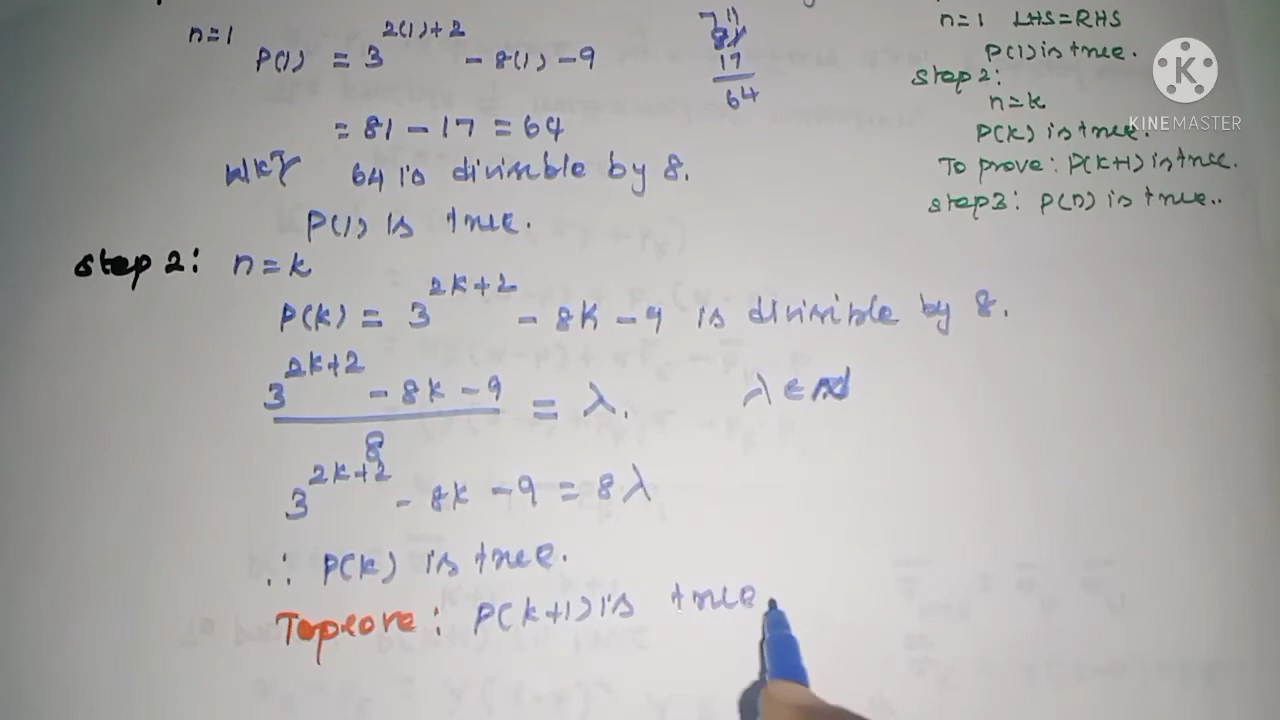 n=1
P(1) = 3^{2(1)+2} - 8(1) - 9
= 81 - 17 = 64
WKT 64 is divisible by 8.
P(1) is true.
81
17
64
n=1 LHS=RHS
P(1) is true.
Step 2:
n=k
P(k) is true.
To prove: P(k+1) is true.
step 3: P(n) is true..
KINEMASTER
step 2: n=k
P(k) = 3^{2k+2} - 8k - 9 is divisible by 8.
\frac{3^{2k+2} - 8k - 9}{8} = λ. λ ∈ N
3^{2k+2} - 8k - 9 = 8λ
∴ P(k) is true.
To prove: P(k+1) is true